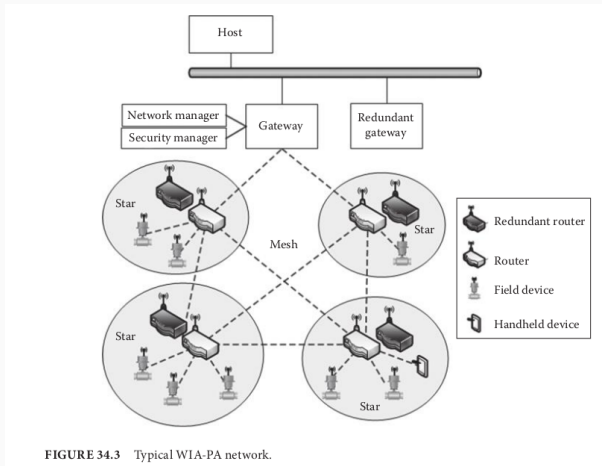 Host
Network manager
Security manager
Gateway
Redundant
gateway
Star
Star
Mesh
Star
Star
Redundant router
Router
Field device
Handheld device
FIGURE 34.3 Typical WIA-PA network.